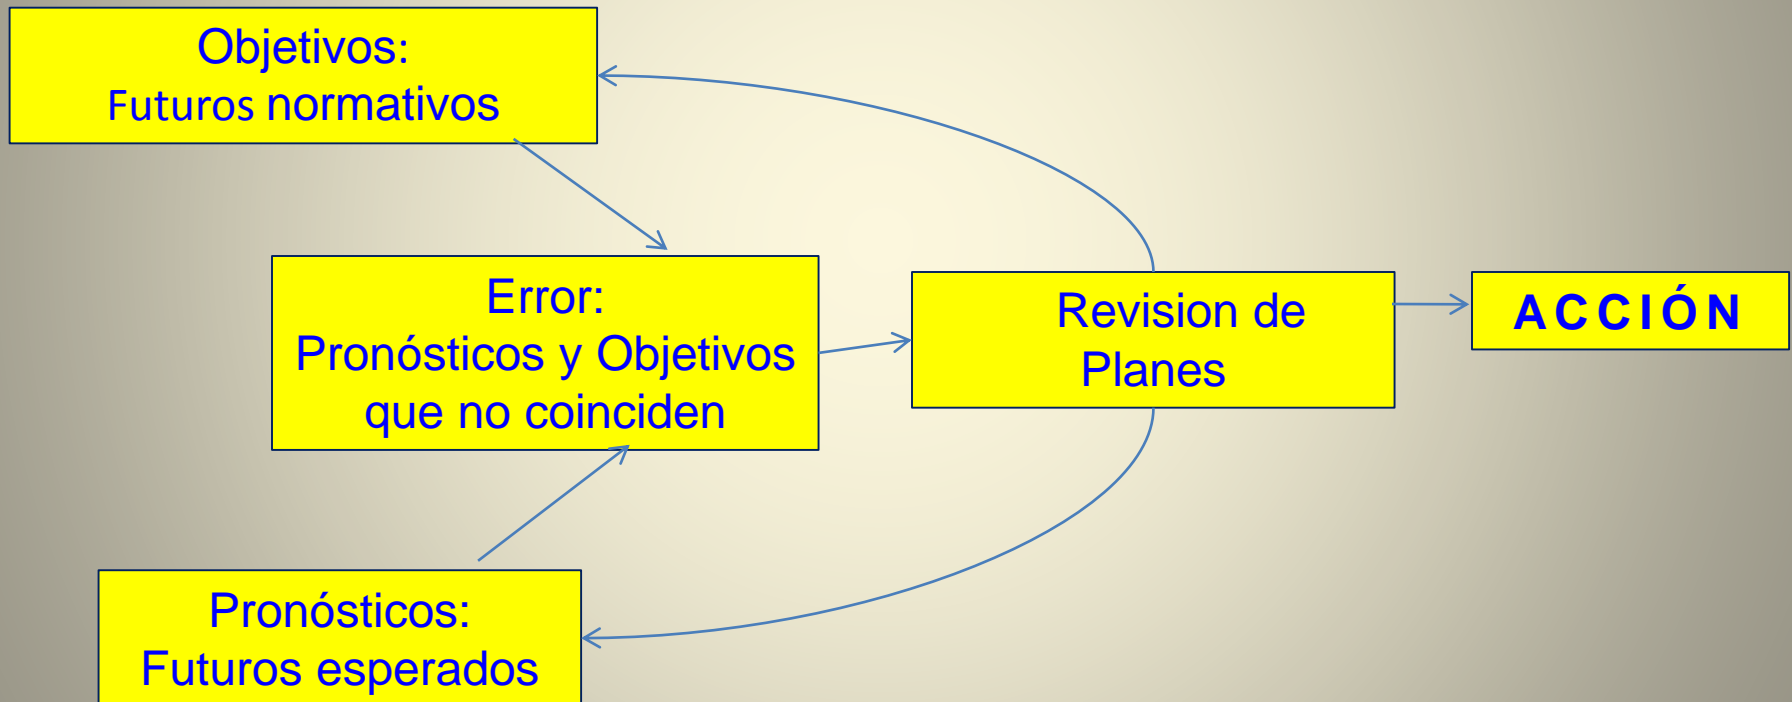 Objetivos:
Futuros normativos
Error:
Pronósticos y Objetivos
que no coinciden
Revision de
Planes
ACCIÓN
Pronósticos:
Futuros esperados